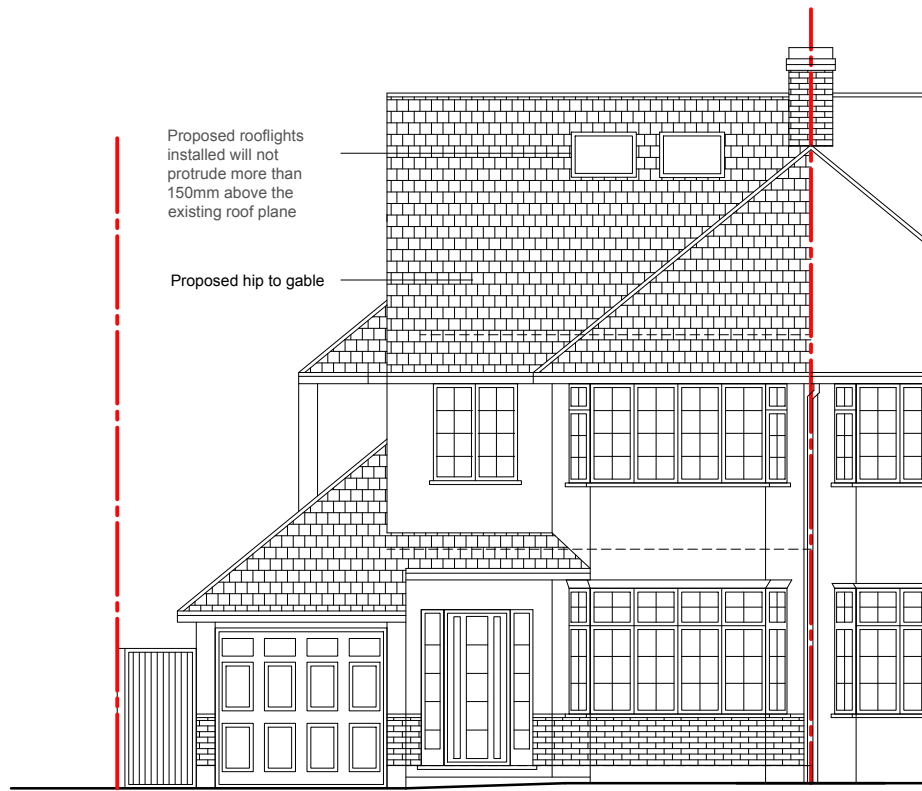 Proposed rooflights
installed will not
protrude more than
150mm above the
existing roof plane
Proposed hip to gable